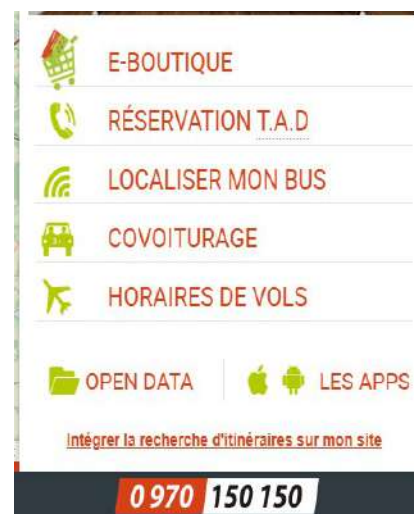 E-BOUTIQUE
RÉSERVATION T.A.D
LOCALISER MON BUS
COVOITURAGE
HORAIRES DE VOLS
OPEN DATA LES APPS
Intégrer la recherche d'itinéraires sur mon site
0 970 150 150